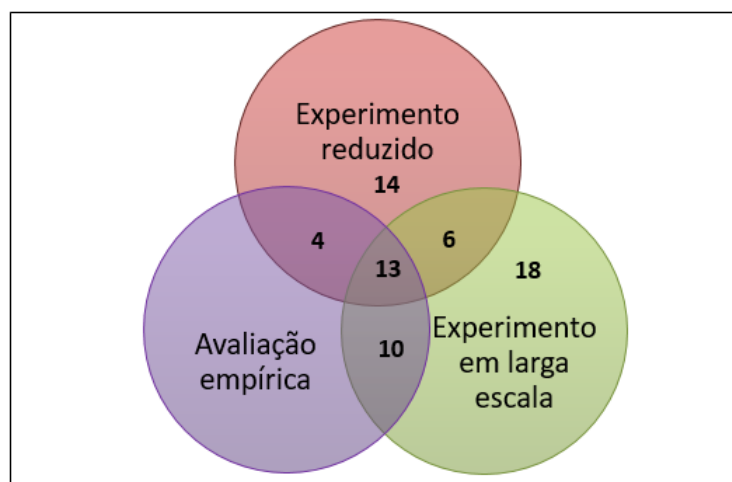 Experimento
reduzido
14
4
6
13
18
Avaliação
empírica
10
Experimento
em larga
escala